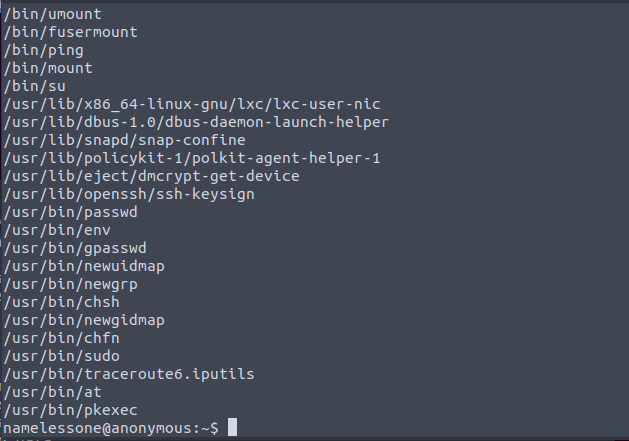 /bin/umount
/bin/fusermount
/bin/ping
/bin/mount
/bin/su
/usr/lib/x86_64-linux-gnu/lxc/lxc-user-nic
/usr/lib/dbus-1.0/dbus-daemon-launch-helper
/usr/lib/snapd/snap-confine
/usr/lib/policykit-1/polkit-agent-helper-1
/usr/lib/eject/dmcrypt-get-device
/usr/lib/openssh/ssh-keysign
/usr/bin/passwd
/usr/bin/env
/usr/bin/gpasswd
/usr/bin/newuidmap
/usr/bin/newgrp
/usr/bin/chsh
/usr/bin/newgidmap
/usr/bin/chfn
/usr/bin/sudo
/usr/bin/traceroute6.iputils
/usr/bin/at
/usr/bin/pkexec
namelessone@anonymous:~$